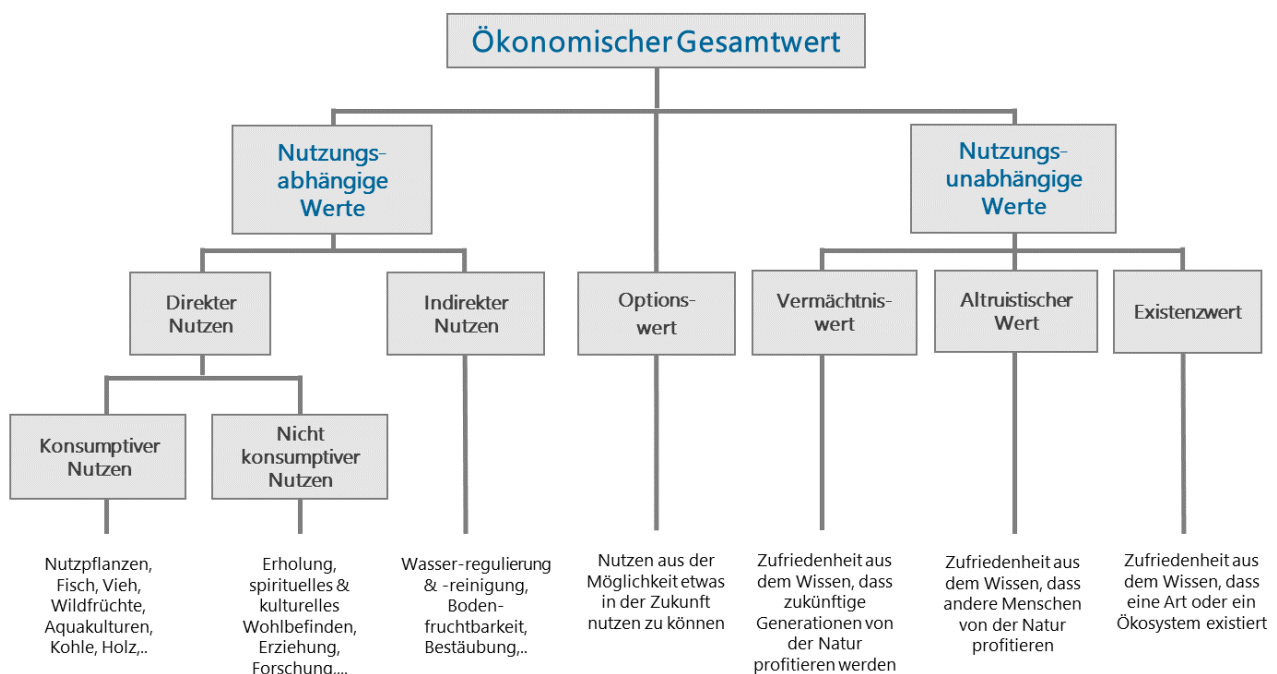 Ökonomischer Gesamtwert
Nutzungs-
abhängige
Werte
Nutzungs-
unabhängige
Werte
Direkter
Nutzen
Indirekter
Nutzen
Options-
wert
Vermächtnis-
wert
Altruistischer
Wert
Existenzwert
Konsumptiver
Nutzen
Nicht
konsumptiver
Nutzen
Nutzpflanzen,
Fisch, Vieh,
Wildfrüchte,
Aquakulturen,
Kohle, Holz,..
Erholung,
spirituelles &
kulturelles
Wohlbefinden,
Erziehung,
Forschung,...
Wasser-regulierung
& -reinigung,
Boden-
fruchtbarkeit,
Bestäubung,..
Nutzen aus der
Möglichkeit etwas
in der Zukunft
nutzen zu können
Zufriedenheit aus
dem Wissen, dass
zukünftige
Generationen von
der Natur
profitieren werden
Zufriedenheit aus
dem Wissen, dass
andere Menschen
von der Natur
profitieren
Zufriedenheit aus
dem Wissen, dass
eine Art oder ein
Ökosystem existiert